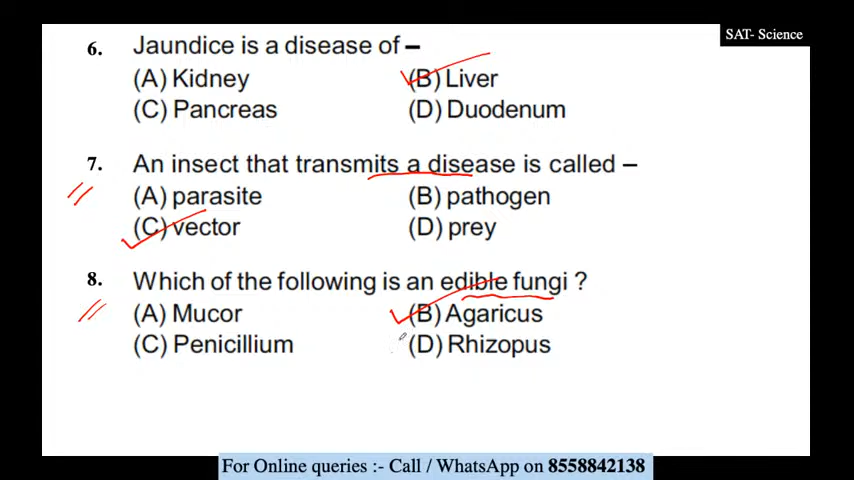 SAT- Science
6. Jaundice is a disease of –
(A) Kidney (B) Liver
(C) Pancreas (D) Duodenum
7. An insect that transmits a disease is called –
(A) parasite (B) pathogen
(C) vector (D) prey
8. Which of the following is an edible fungi ?
(A) Mucor (B) Agaricus
(C) Penicillium (D) Rhizopus
For Online queries :- Call / WhatsApp on 8558842138